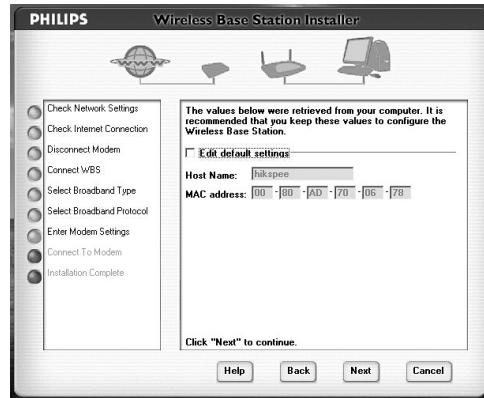 PHILIPS Wireless Base Station Installer
Check Network Settings
Check Internet Connection
Disconnect Modem
Connect WBS
Select Broadband Type
Select Broadband Protocol
Enter Modem Settings
Connect To Modem
Installation Complete
The values below were retrieved from your computer. It is
recommended that you keep these values to configure the
Wireless Base Station.
Edit default settings
Host Name: hikspee
MAC address: 00 - 80 - AD - 70 - 06 - 78
Click "Next" to continue.
Help Back Next Cancel